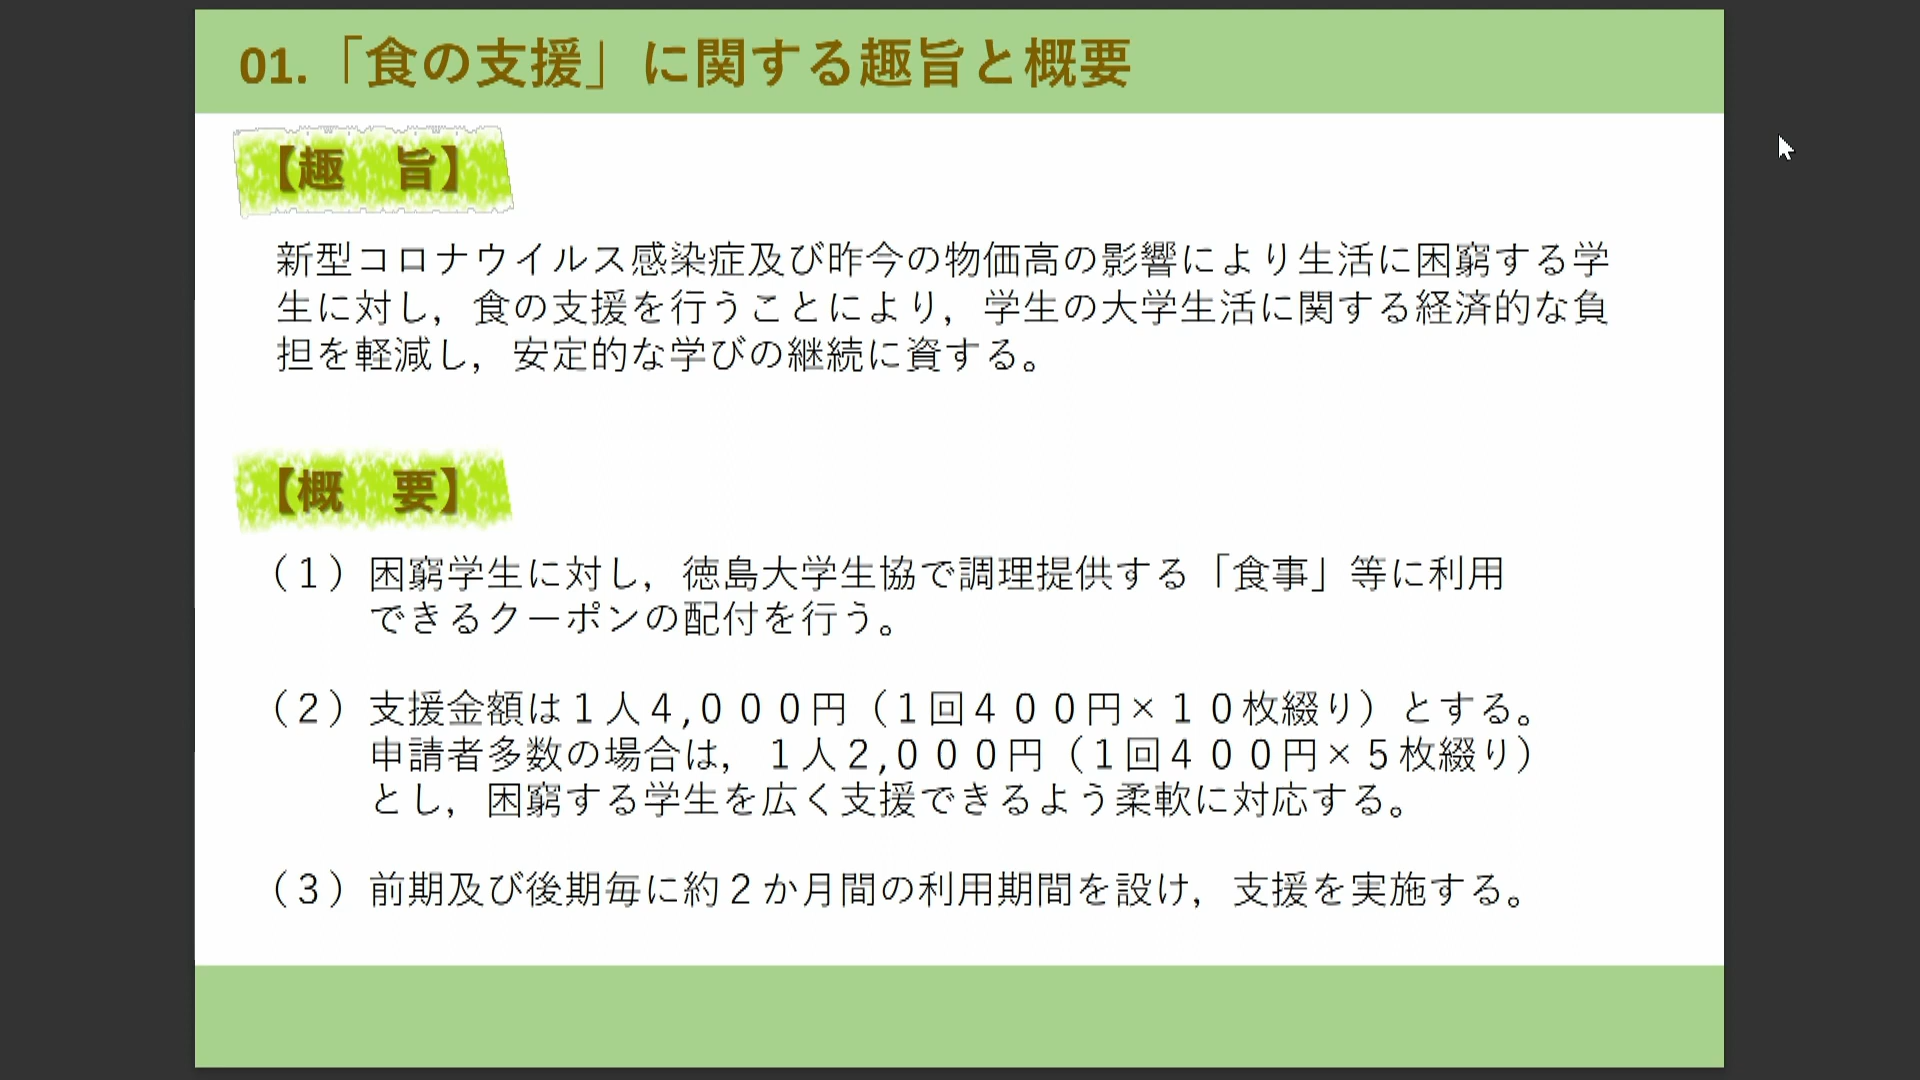 01.「食の支援」に関する趣旨と概要
【趣　旨】
新型コロナウイルス感染症及び昨今の物価高の影響により生活に困窮する学
生に対し，食の支援を行うことにより，学生の大学生活に関する経済的な負
担を軽減し，安定的な学びの継続に資する。
【概　要】
（１）困窮学生に対し，徳島大学生協で調理提供する「食事」等に利用
できるクーポンの配付を行う。
（２）支援金額は１人４,０００円（１回４００円×１０枚綴り）とする。
申請者多数の場合は，１人２,０００円（１回４００円×５枚綴り）
とし，困窮する学生を広く支援できるよう柔軟に対応する。
（３）前期及び後期毎に約２か月間の利用期間を設け，支援を実施する。